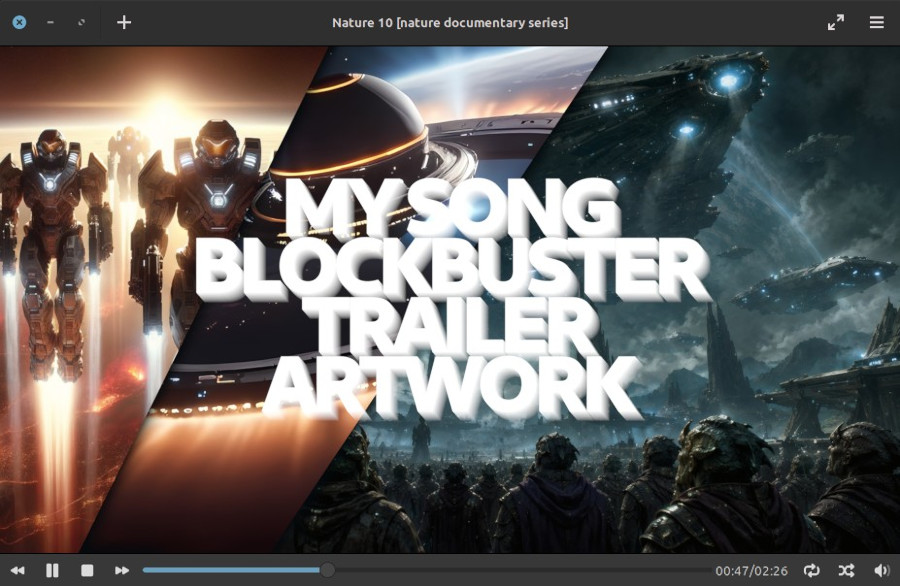 Nature 10 [nature documentary series]
MY SONG
BLOCKBUSTER
TRAILER
ARTWORK
00:47/02:26